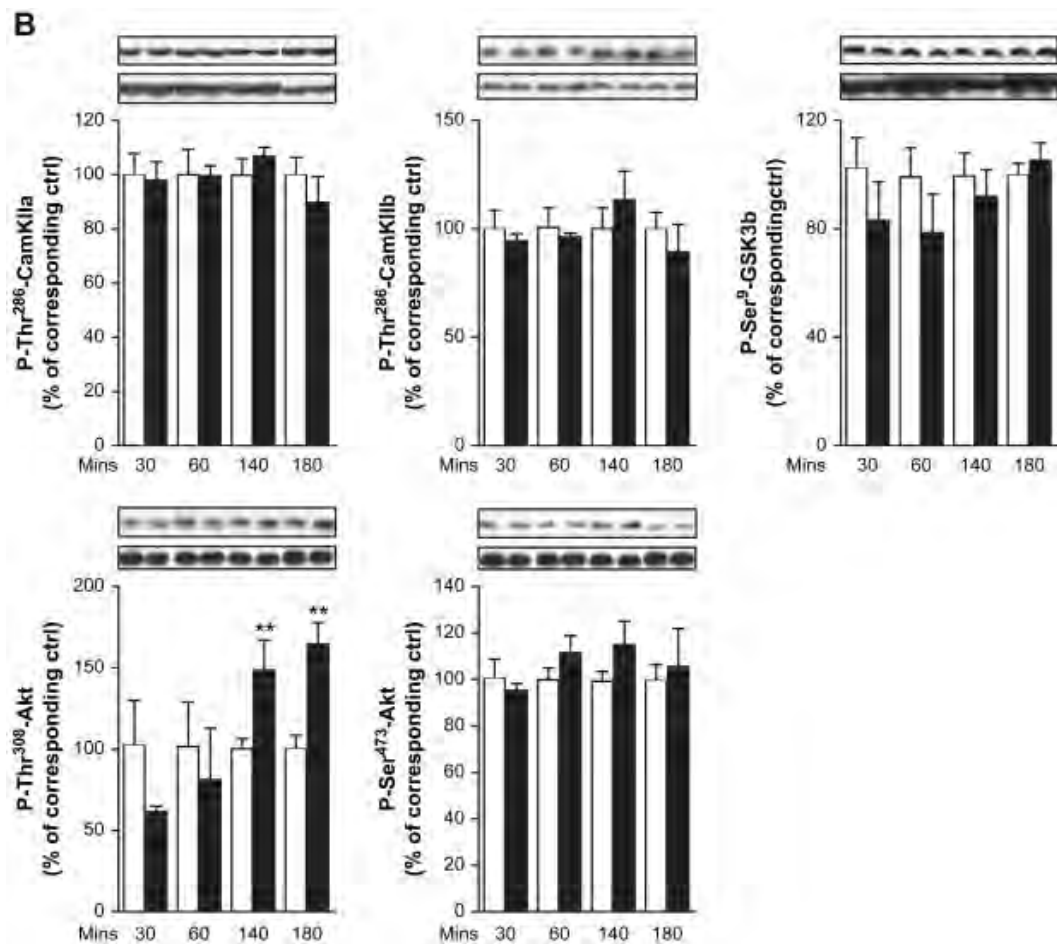 B
P-Thr286-CamKIIa
(% of corresponding ctrl)
120
100
80
60
40
20
0
Mins 30 60 140 180
P-Thr286-CamKIIb
(% of corresponding ctrl)
150
100
50
0
Mins 30 60 140 180
P-Ser9-GSK3b
(% of correspondingctrl)
120
80
40
0
Mins 30 60 140 180
P-Thr308-Akt
(% of corresponding ctrl)
200
150
100
50
0
** **
Mins 30 60 140 180
P-Ser473-Akt
(% of corresponding ctrl)
140
120
100
80
60
40
20
0
Mins 30 60 140 180